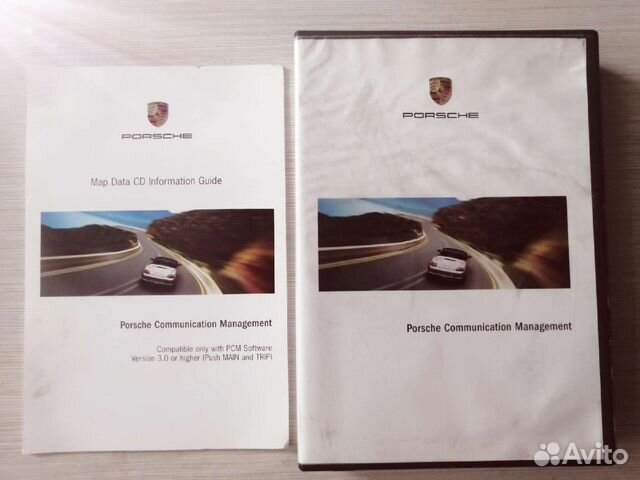 PORSCHE
Map Data CD Information Guide
Porsche Communication Management
Compatible only with PCM Software
Version 3.0 or higher (Push MAIN and TRIP)
PORSCHE
Porsche Communication Management
Avito